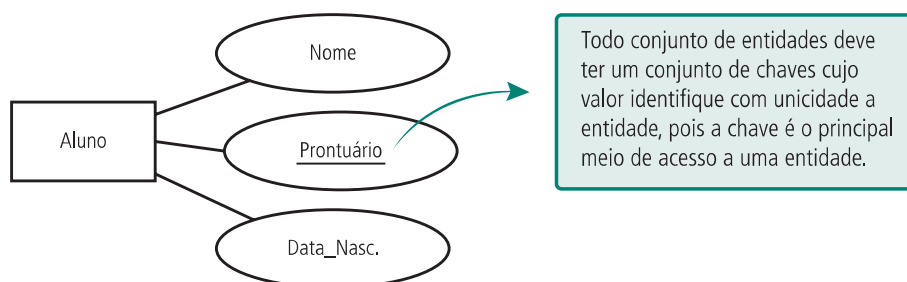 Nome
Todo conjunto de entidades deve
ter um conjunto de chaves cujo
valor identifique com unicidade a
entidade, pois a chave é o principal
meio de acesso a uma entidade.
Aluno
Prontuário
Data_Nasc.